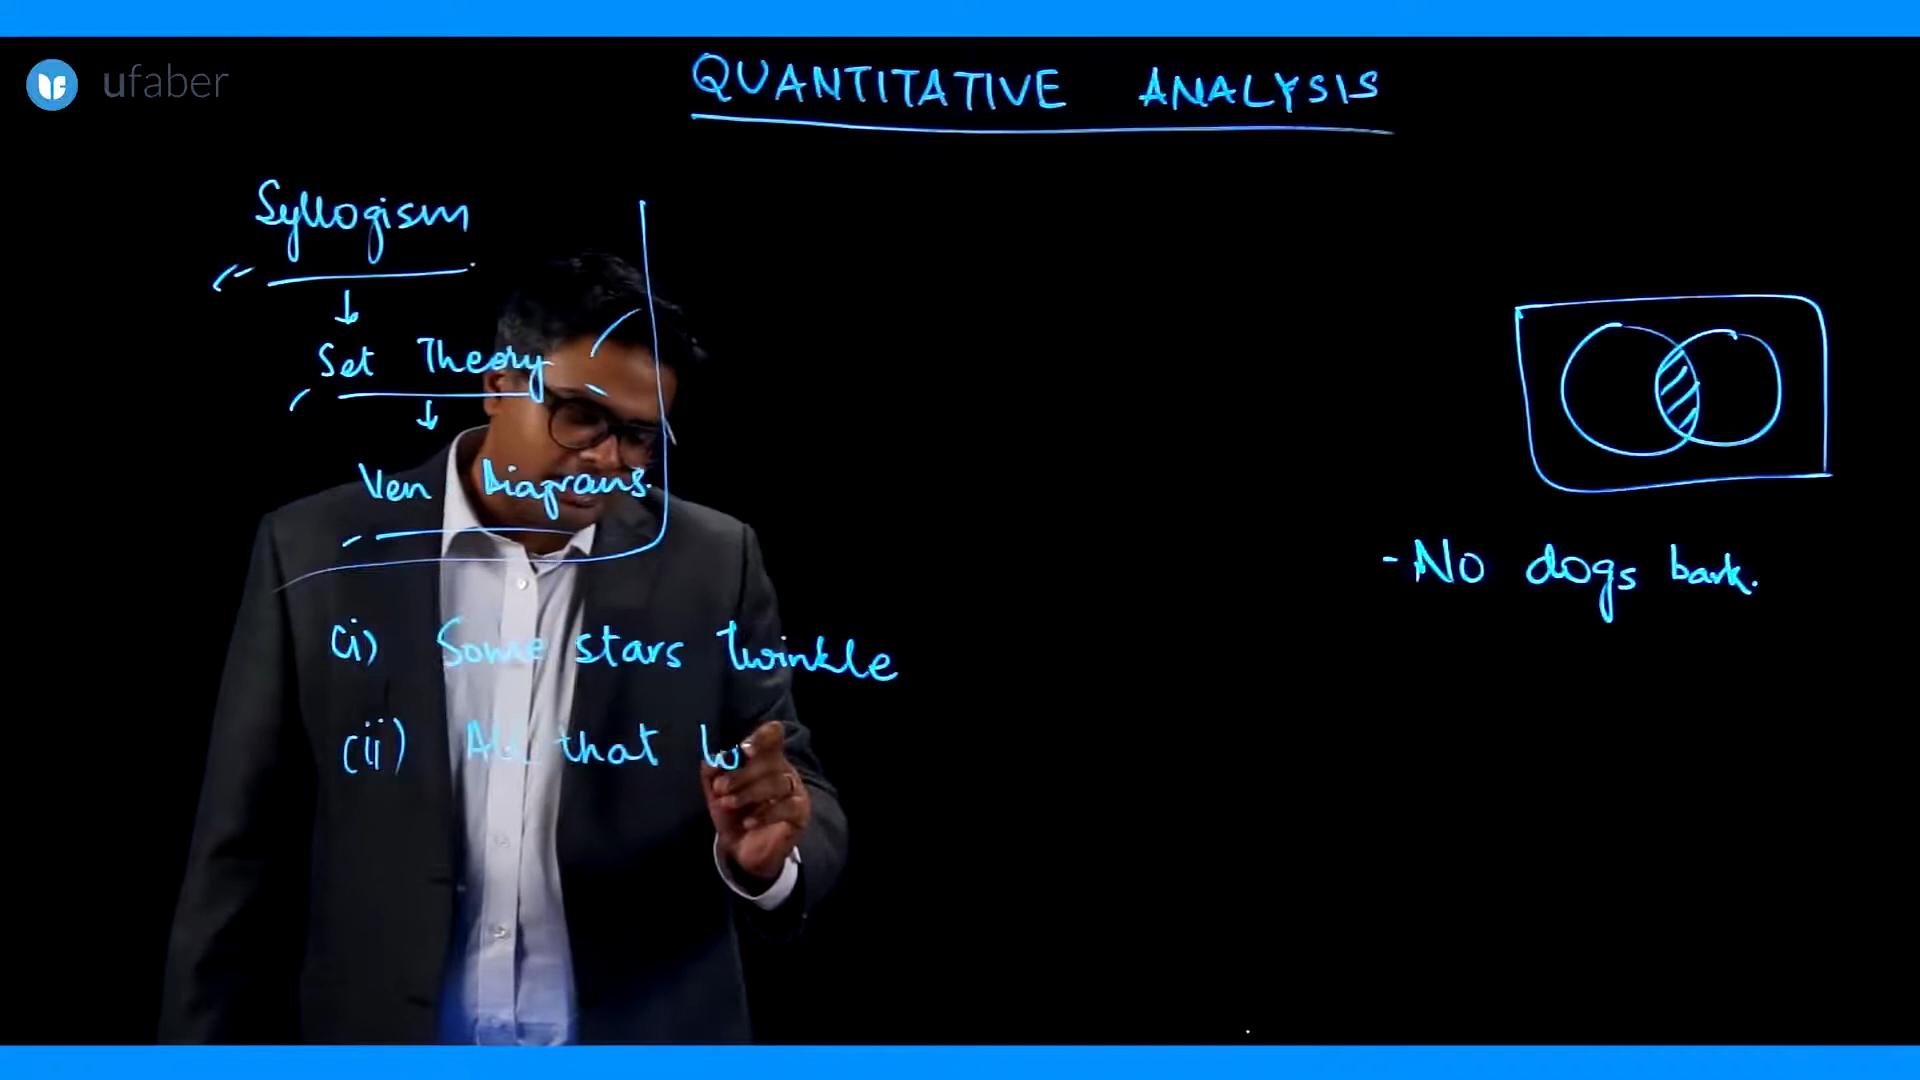 ufaber
QUANTITATIVE ANALYSIS
Syllogism
Set Theory
Ven Diagrams.
(i) Some stars twinkle
(ii) All that
- No dogs bark.